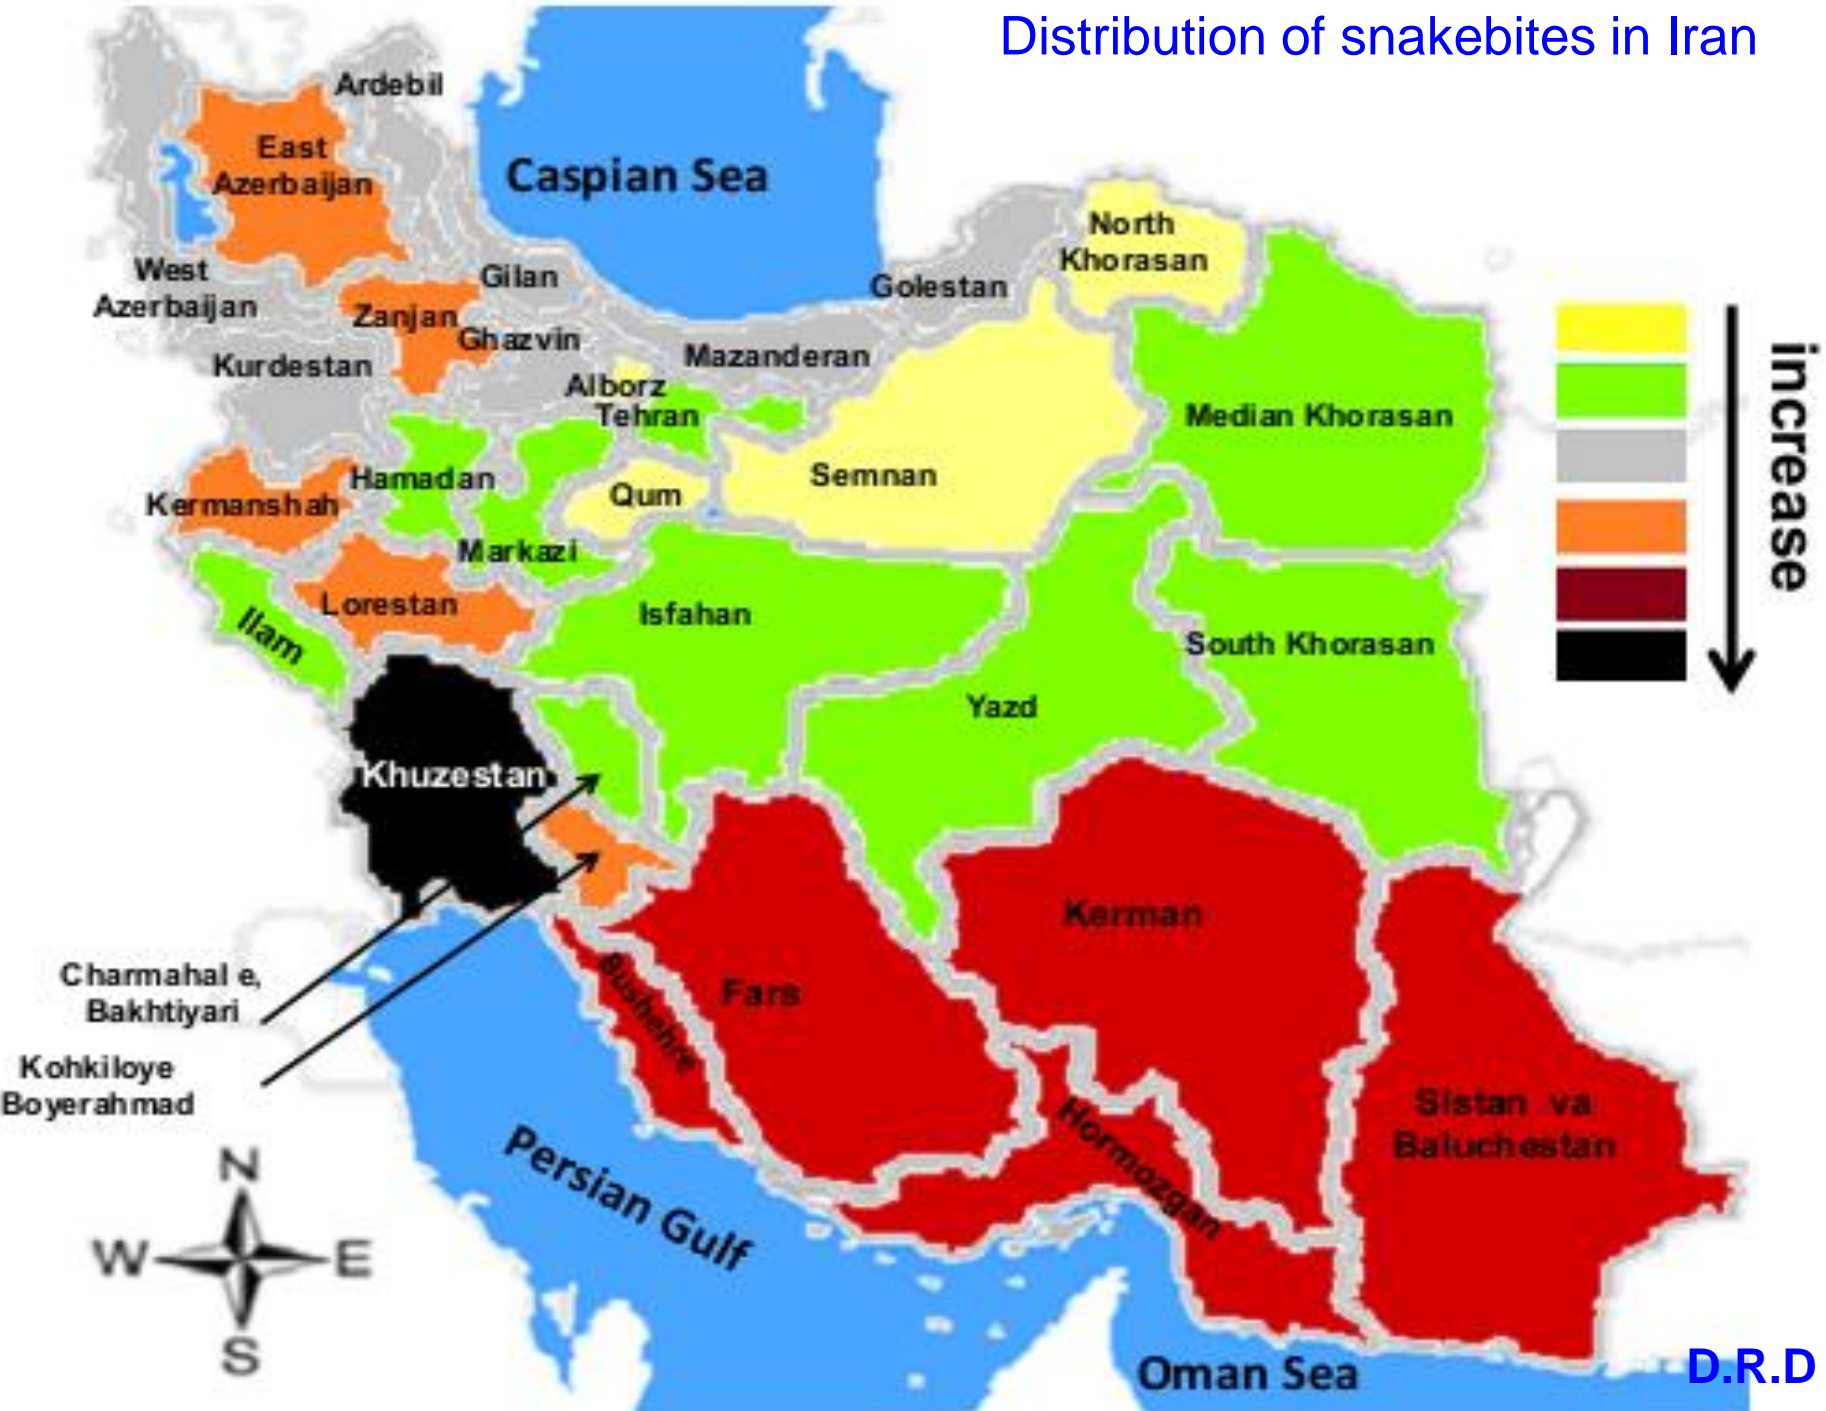 Distribution of snakebites in Iran
Ardebil
East
Azerbaijan
Caspian Sea
North
Khorasan
West
Azerbaijan
Gilan
Golestan
Zanjan
Ghazvin
Kurdestan
Mazanderan
Alborz
Tehran
Median Khorasan
increase
Hamadan
Semnan
Kermanshah
Qum
Markazi
Lorestan
Isfahan
Ilam
South Khorasan
Yazd
Khuzestan
Kerman
Charmahal e,
Bakhtiyari
Fars
Bushehre
Kohkiloye
Boyerahmad
Sistan va
Baluchestan
Hormozgan
Persian Gulf
N
W
E
S
Oman Sea
D.R.D